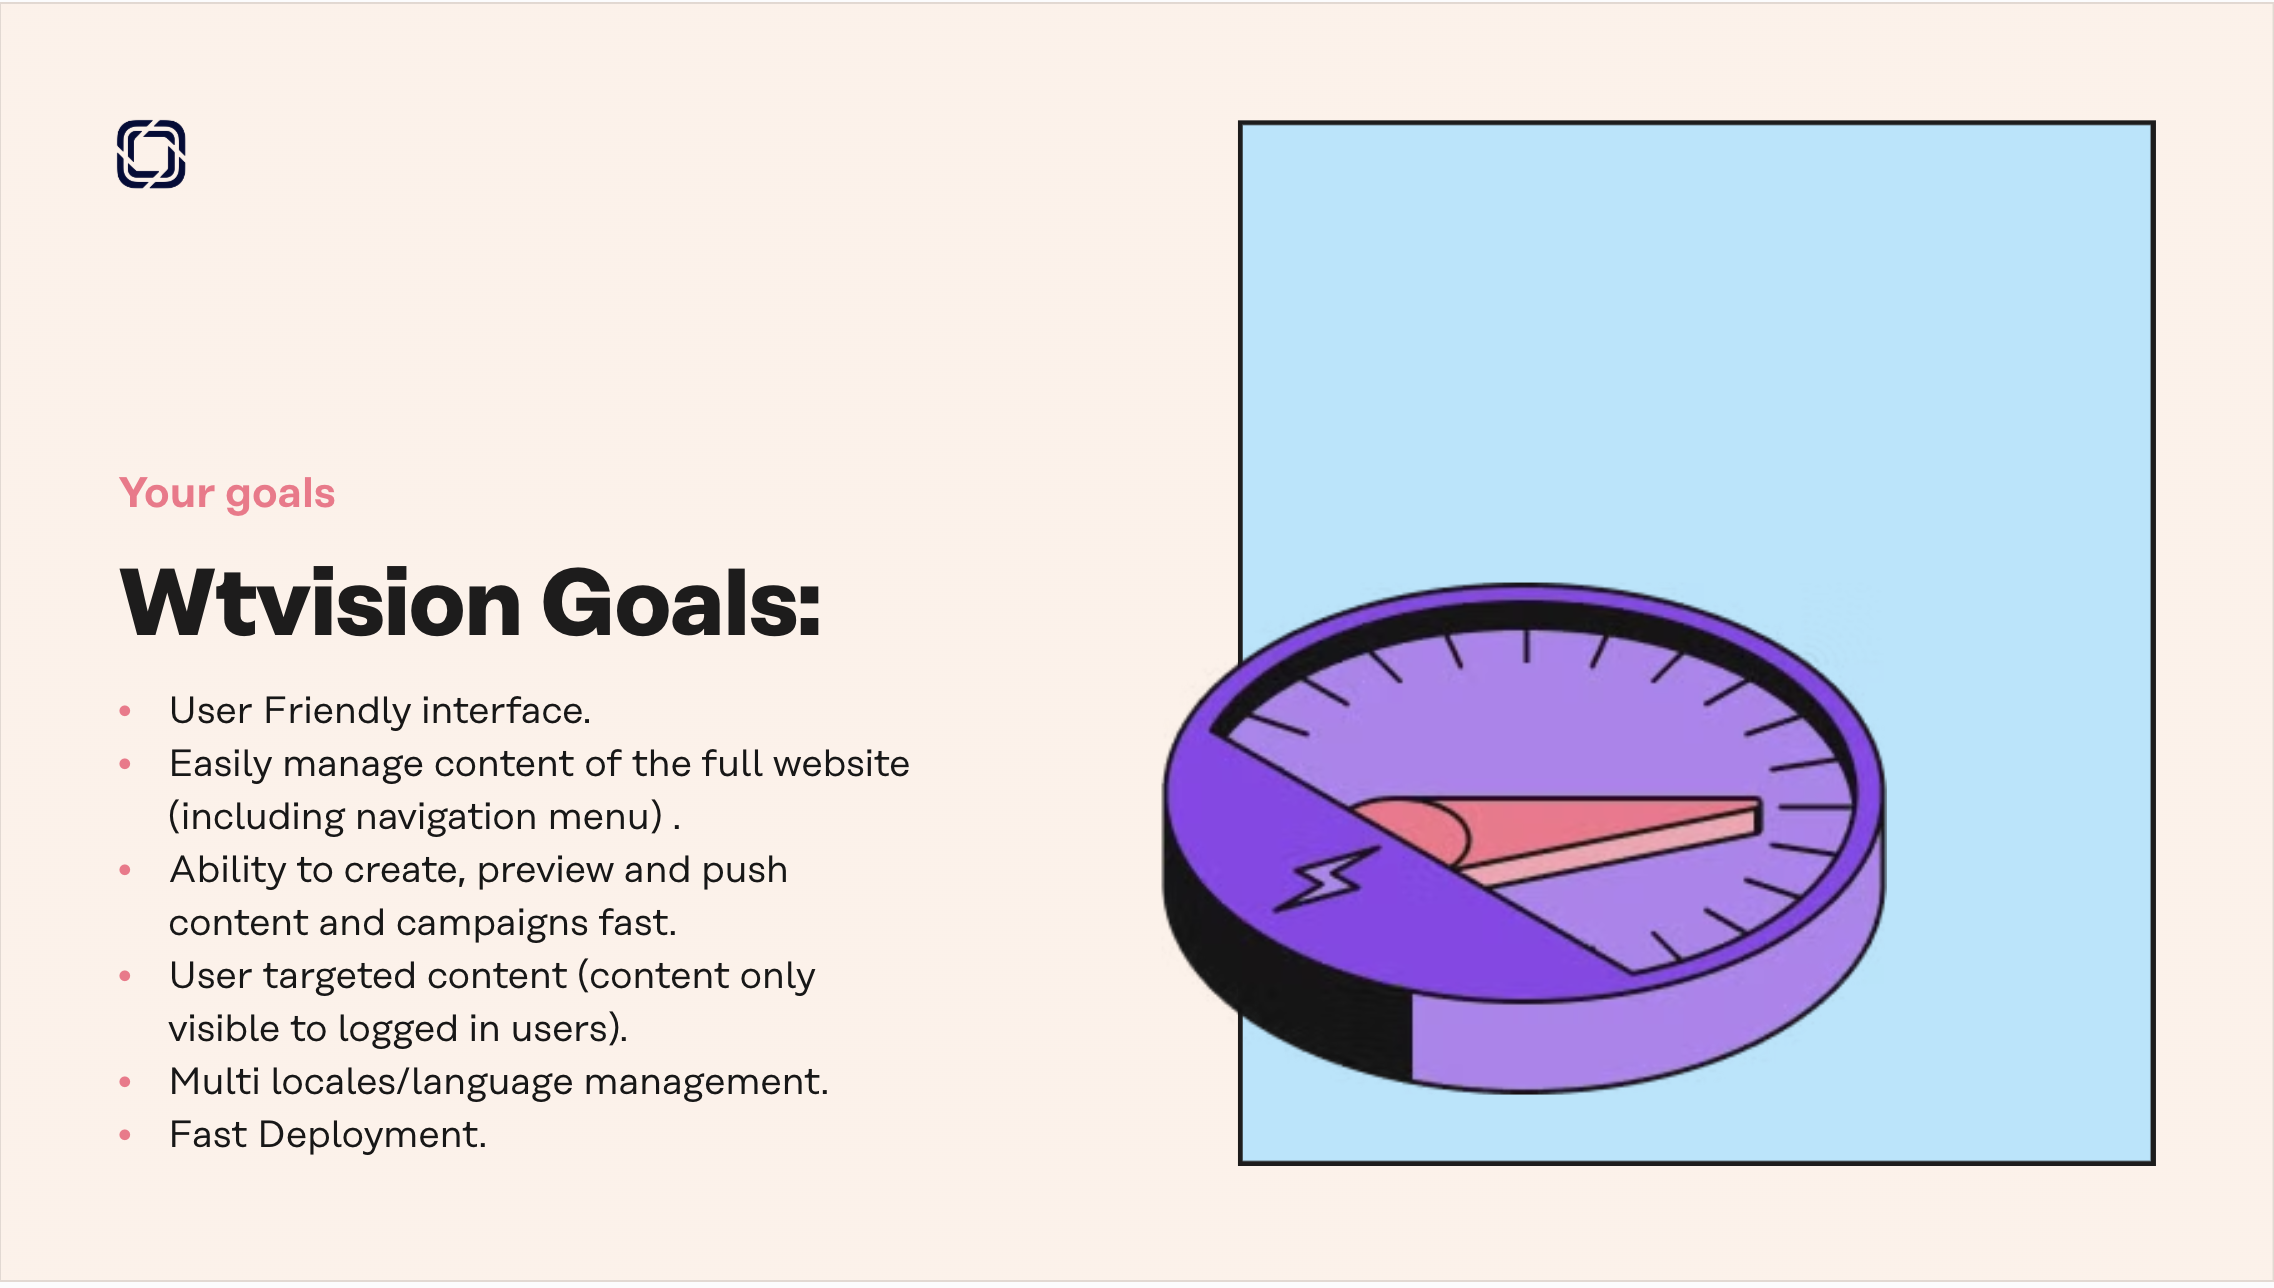 Your goals
Wtvision Goals:
• User Friendly interface.
• Easily manage content of the full website
(including navigation menu) .
• Ability to create, preview and push
content and campaigns fast.
• User targeted content (content only
visible to logged in users).
• Multi locales/language management.
• Fast Deployment.